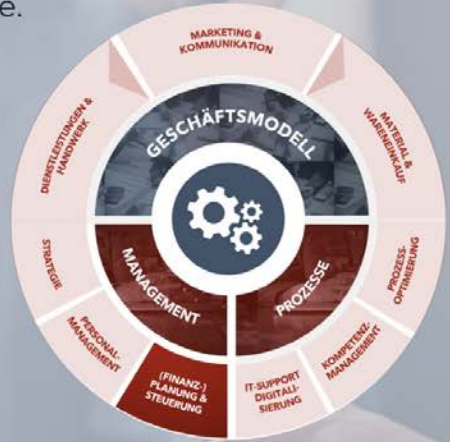 e.
MARKETING &
KOMMUNIKATION
DIENSTLEISTUNGEN &
HANDWERK
MATERIAL &
WARENEINKAUF
GESCHÄFTSMODELL
STRATEGIE
MANAGEMENT
PROZESSE
PROZESS-
OPTIMIERUNG
PERSONAL-
MANAGEMENT
(FINANZ-)
PLANUNG &
STEUERUNG
IT-SUPPORT
DIGITALI-
SIERUNG
KOMPETENZ-
MANAGEMENT